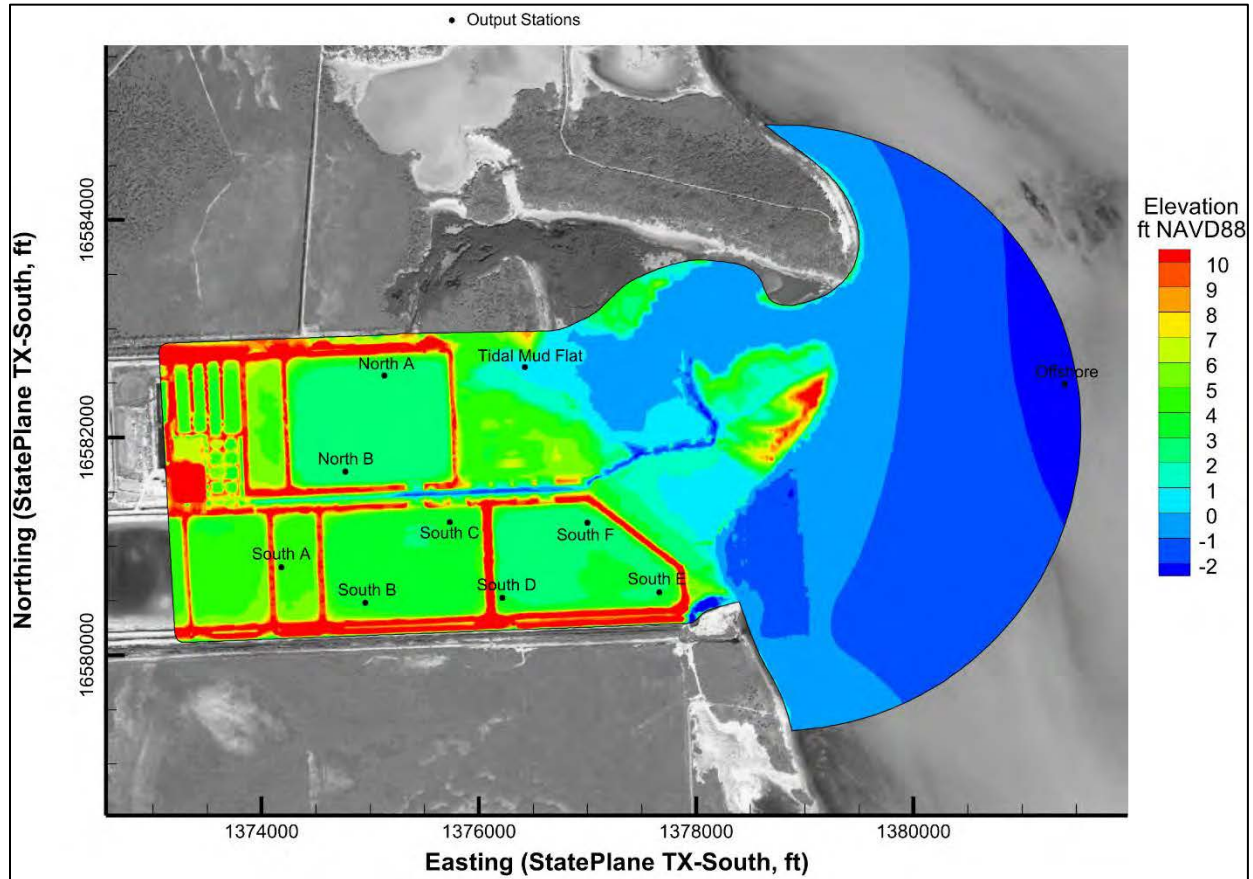 Output Stations
Elevation
ft NAVD88
10
9
8
7
6
5
4
3
2
1
0
-1
-2
Northing (StatePlane TX-South, ft)
16584000
16582000
16580000
North A
Tidal Mud Flat
Offshore
North B
South C
South F
South A
South B
South D
South E
1374000
1376000
1378000
1380000
Easting (StatePlane TX-South, ft)